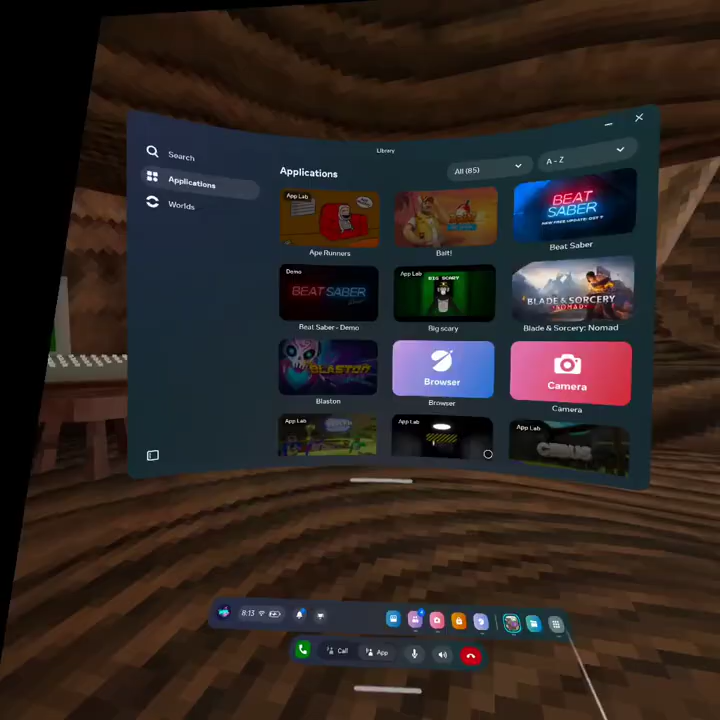 Library
Search
Applications
Worlds
Applications
All (85)
A - Z
App Lab
Ape Runners
Bait!
BEAT
SABER
Beat Saber
Demo
BEAT SABER
Beat Saber - Demo
App Lab
BIG SCARY
Big scary
BLADE & SORCERY
NOMAD
Blade & Sorcery: Nomad
BLASTON
Blaston
Browser
Browser
Camera
Camera
App Lab
App Lab
App Lab
8:13
Call
App